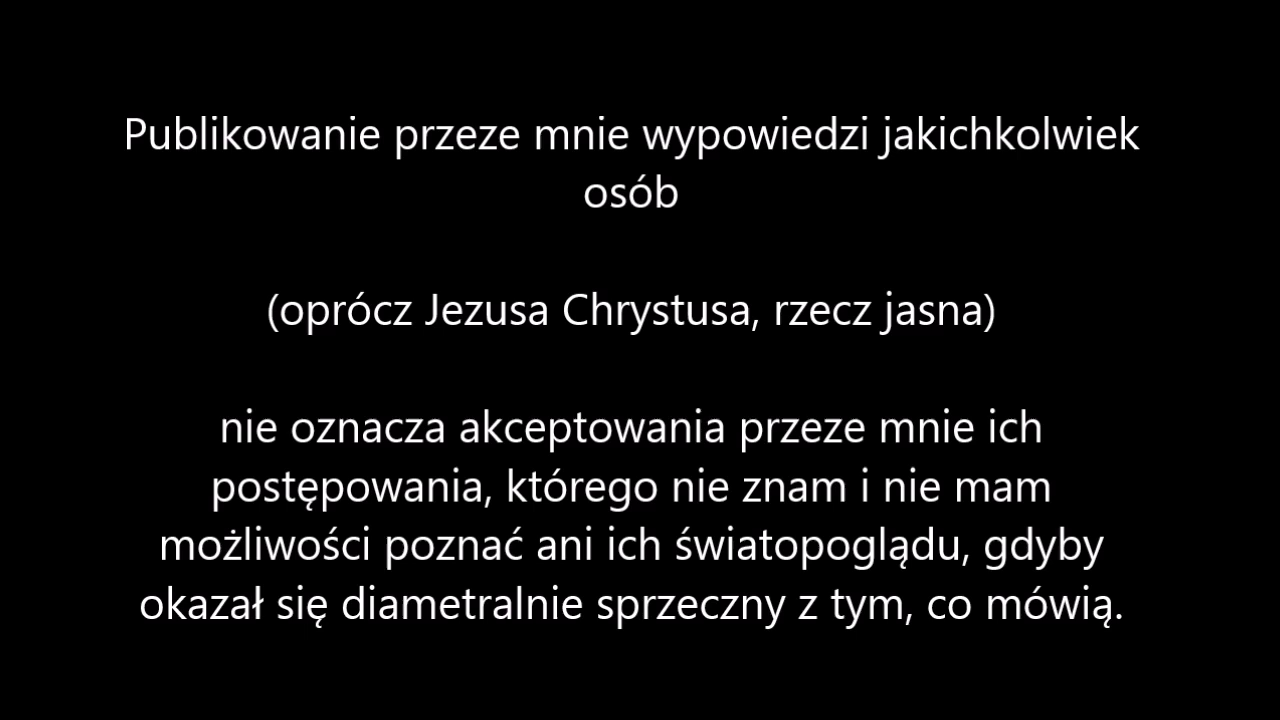 Publikowanie przeze mnie wypowiedzi jakichkolwiek
osób
(oprócz Jezusa Chrystusa, rzecz jasna)
nie oznacza akceptowania przeze mnie ich
postępowania, którego nie znam i nie mam
możliwości poznać ani ich światopoglądu, gdyby
okazał się diametralnie sprzeczny z tym, co mówią.